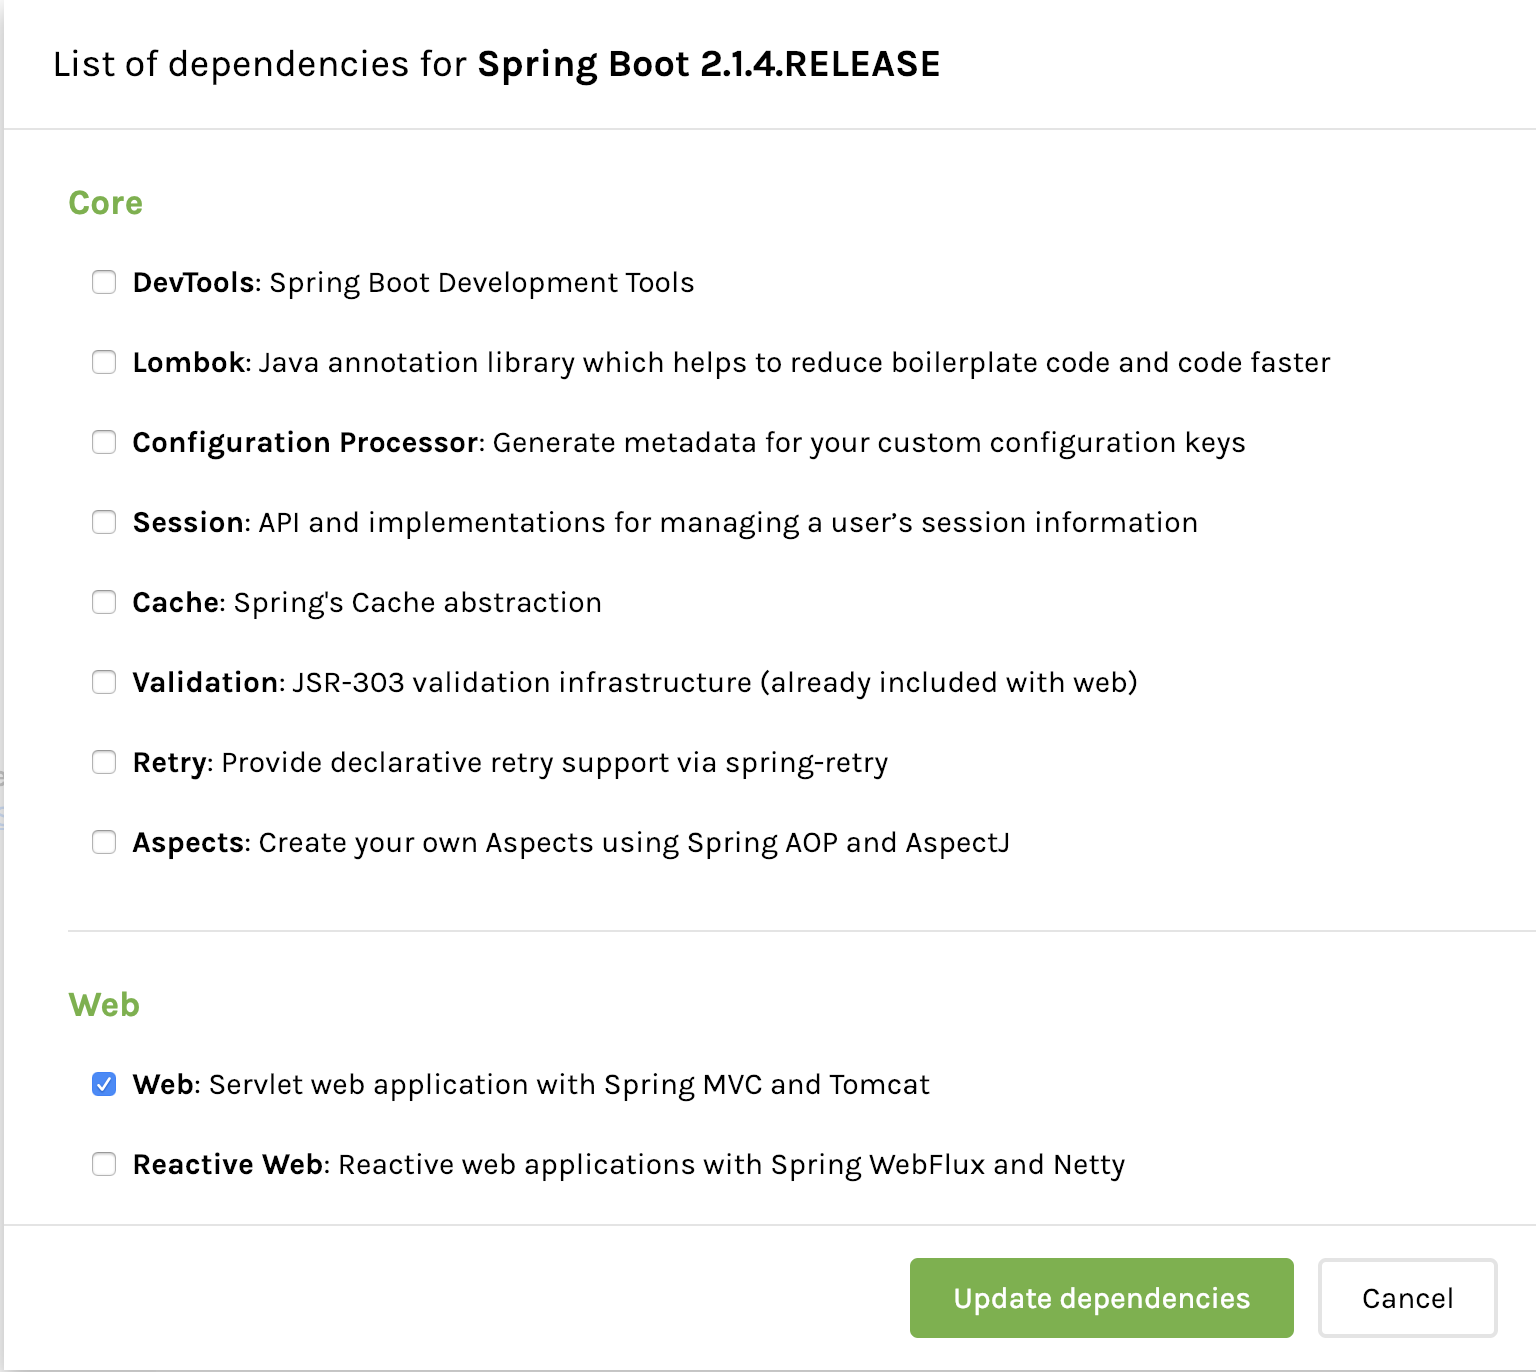 List of dependencies for Spring Boot 2.1.4.RELEASE
Core
DevTools: Spring Boot Development Tools
Lombok: Java annotation library which helps to reduce boilerplate code and code faster
Configuration Processor: Generate metadata for your custom configuration keys
Session: API and implementations for managing a user’s session information
Cache: Spring's Cache abstraction
Validation: JSR-303 validation infrastructure (already included with web)
Retry: Provide declarative retry support via spring-retry
Aspects: Create your own Aspects using Spring AOP and AspectJ
Web
Web: Servlet web application with Spring MVC and Tomcat
Reactive Web: Reactive web applications with Spring WebFlux and Netty
Update dependencies
Cancel